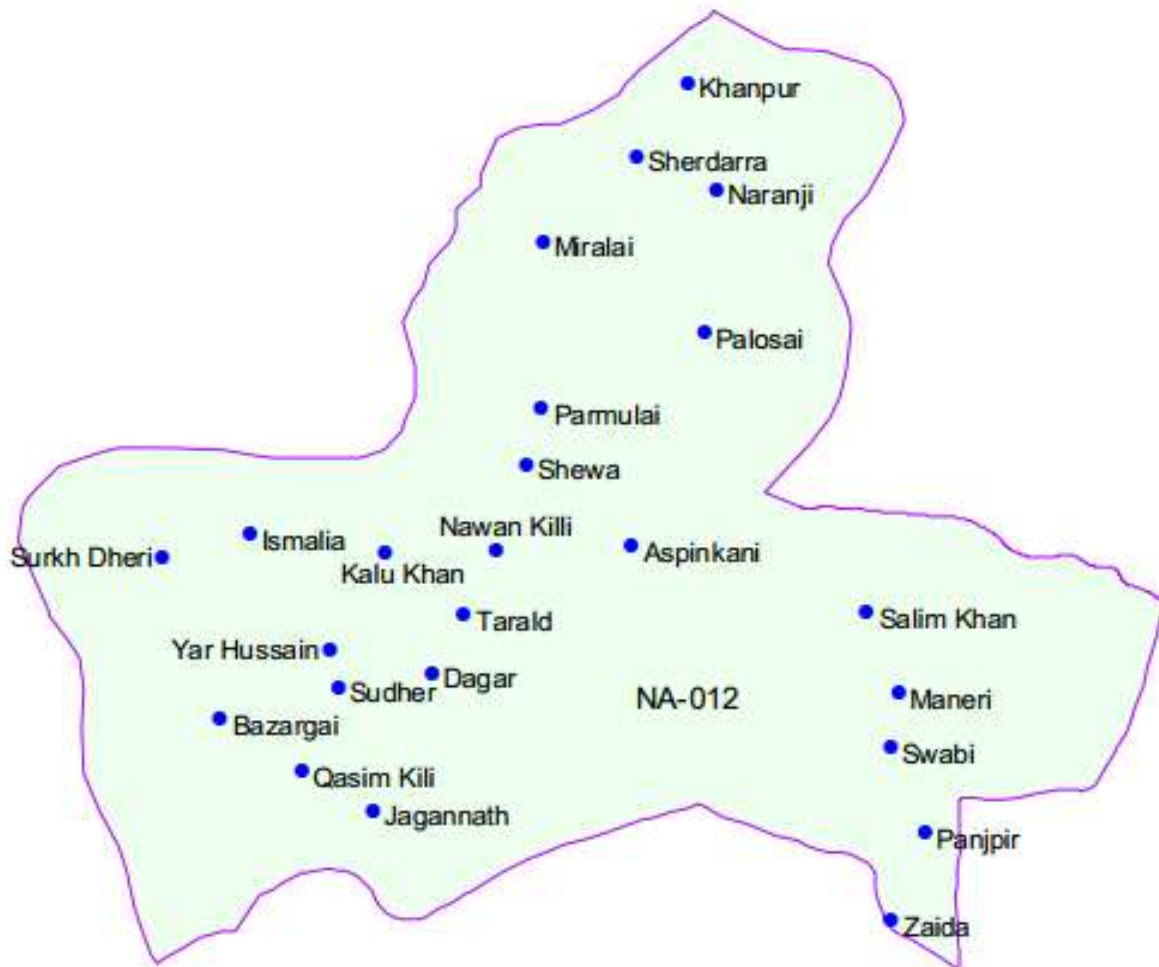 Khanpur
Sherdarra
Naranji
Miralai
Palosai
Parmulai
Shewa
Nawan Killi
Ismalia
Aspinkani
Surkh Dheri
Kalu Khan
Salim Khan
Tarald
Yar Hussain
Dagar
Sudher
NA-012
Maneri
Bazargai
Swabi
Qasim Kili
Jagannath
Panjpir
Zaida